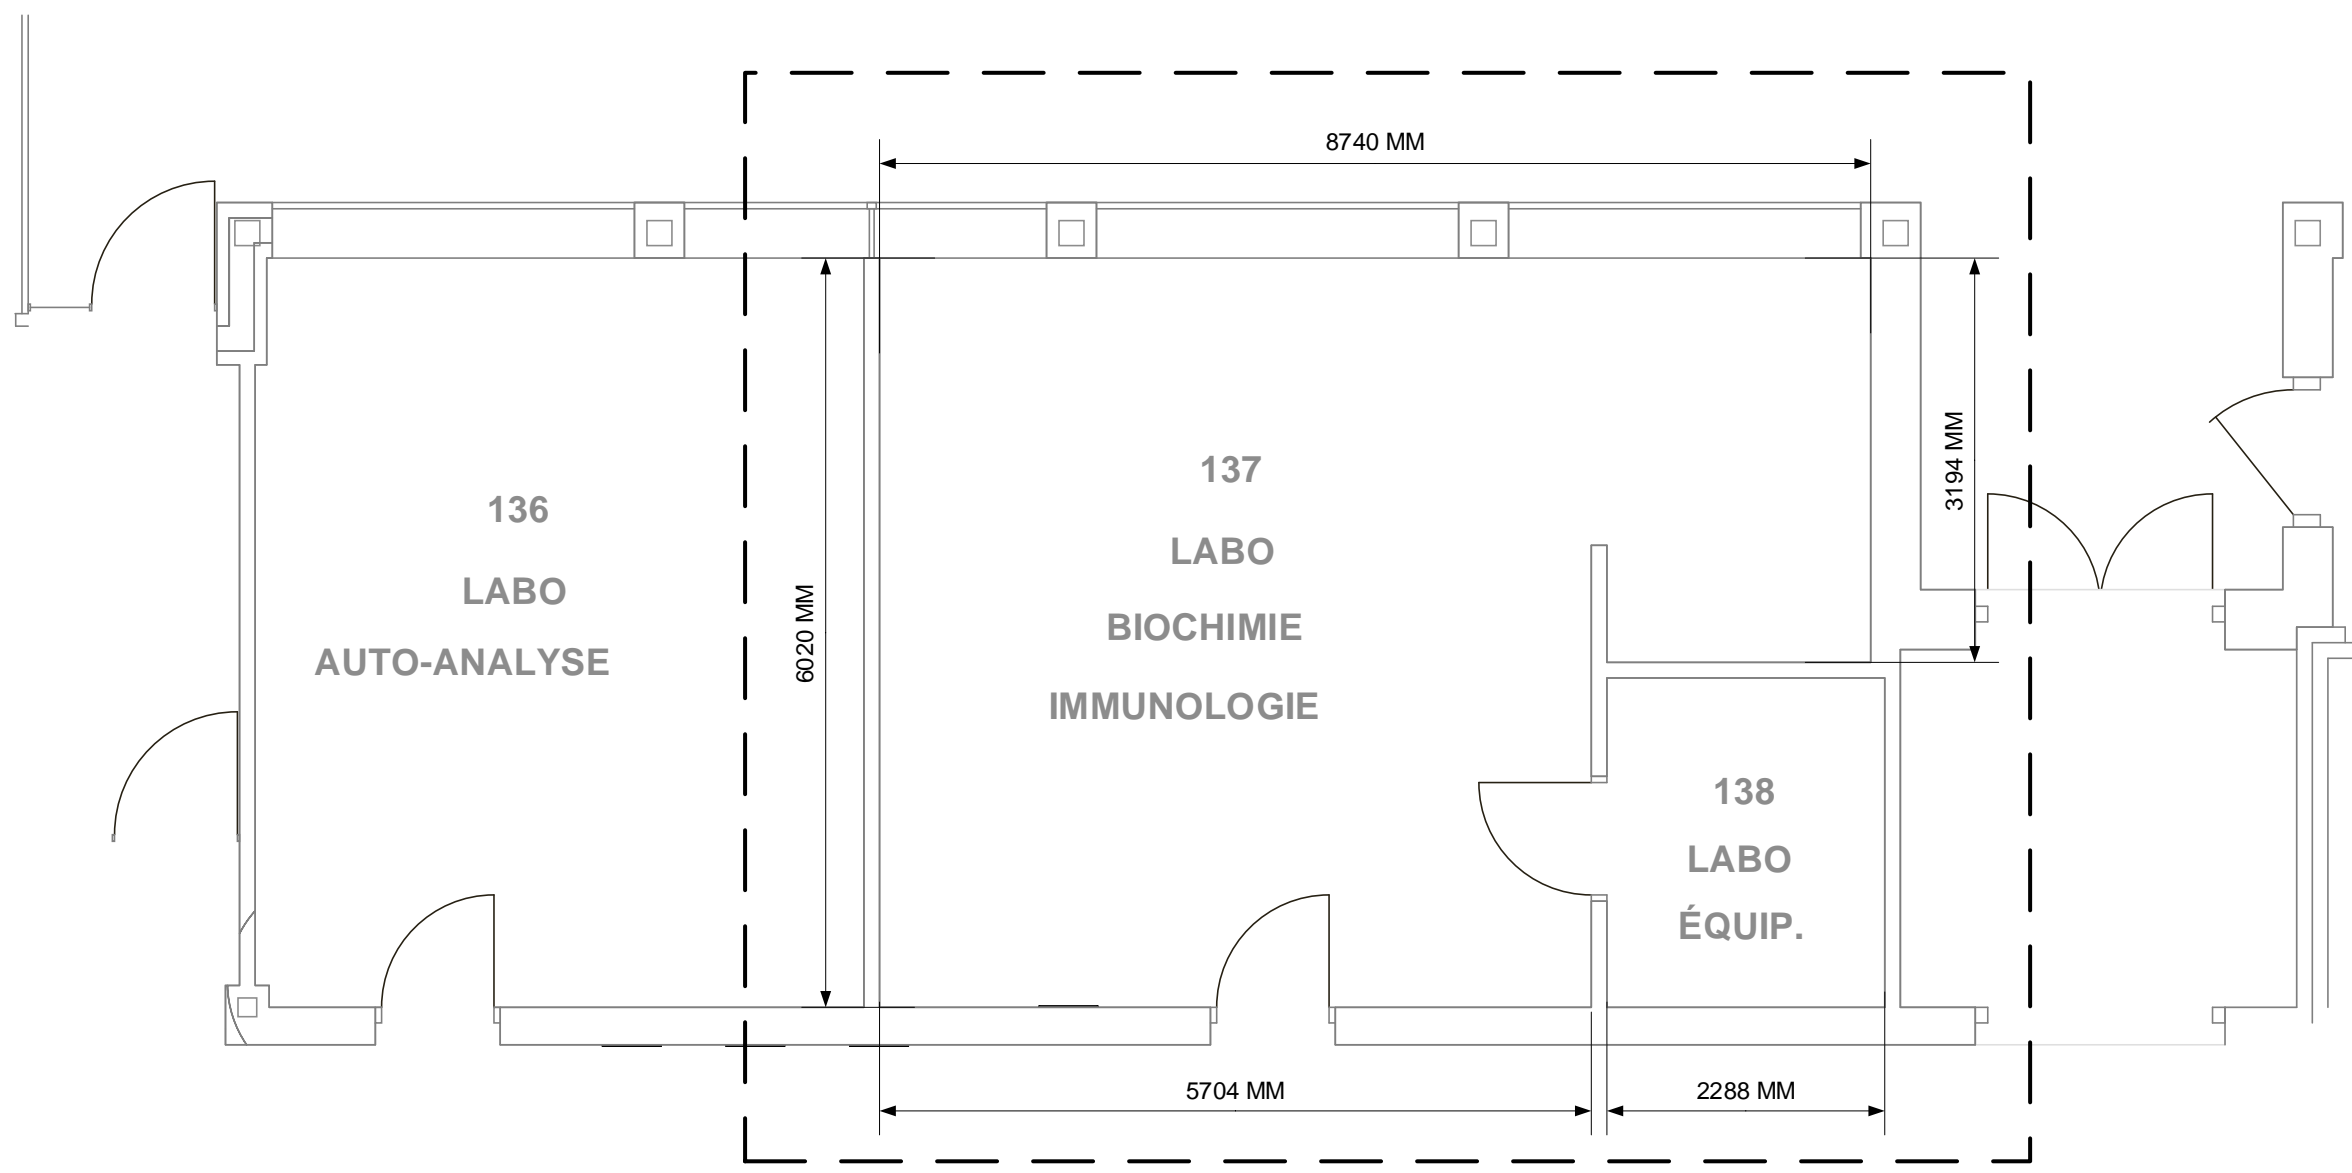 8740 MM
3194 MM
137
LABO
BIOCHIMIE
IMMUNOLOGIE
136
LABO
AUTO-ANALYSE
6020 MM
138
LABO
ÉQUIP.
5704 MM
2288 MM